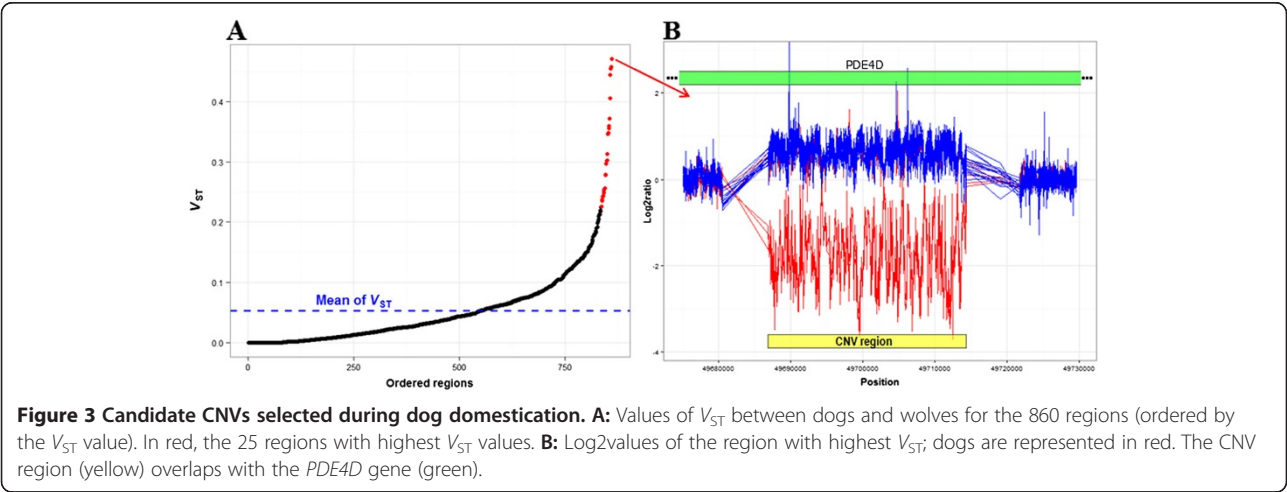 A
B
0.4
0.3
0.2
0.1
0.0
V_ST
Mean of V_ST
0
250
500
750
Ordered regions
PDE4D
2
0
-2
-4
Log2ratio
CNV region
49680000
49690000
49700000
49710000
49720000
49730000
Position
Figure 3 Candidate CNVs selected during dog domestication. A: Values of V_ST between dogs and wolves for the 860 regions (ordered by
the V_ST value). In red, the 25 regions with highest V_ST values. B: Log2values of the region with highest V_ST; dogs are represented in red. The CNV
region (yellow) overlaps with the PDE4D gene (green).